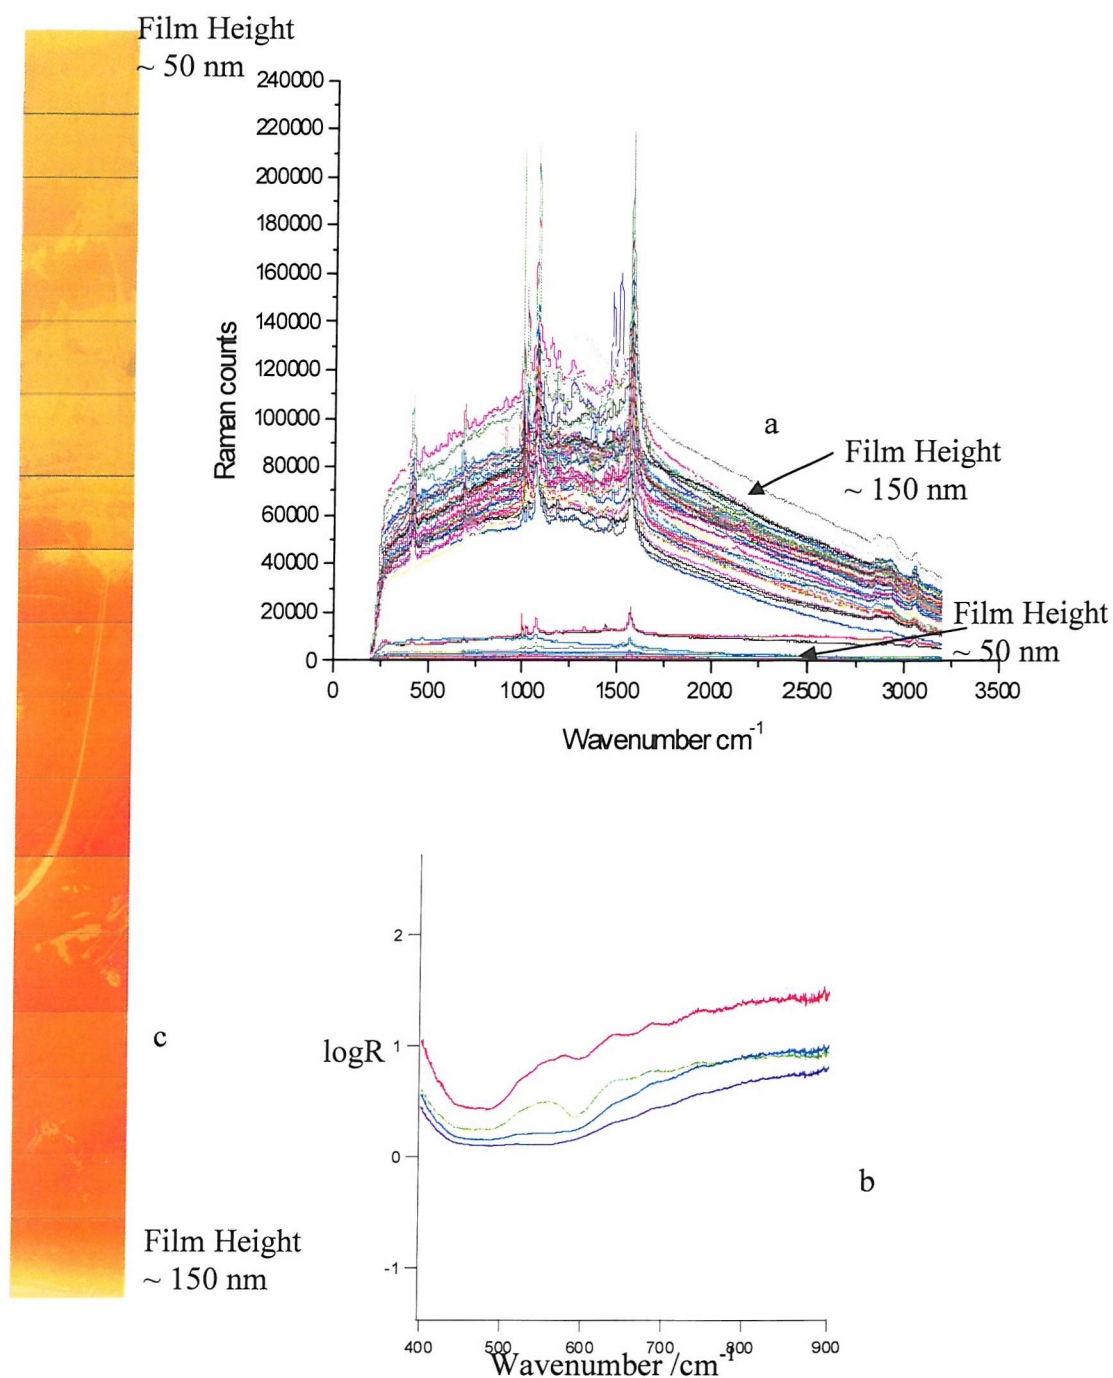 Film Height
~ 50 nm
240000
220000
200000
180000
160000
140000
120000
100000
80000
60000
40000
20000
0
Raman counts
a
Film Height
~ 150 nm
Film Height
~ 50 nm
0 500 1000 1500 2000 2500 3000 3500
Wavenumber cm-1
c
2
logR 1
0
-1
b
Film Height
~ 150 nm
400 500 600 700 800 900
Wavenumber /cm-1